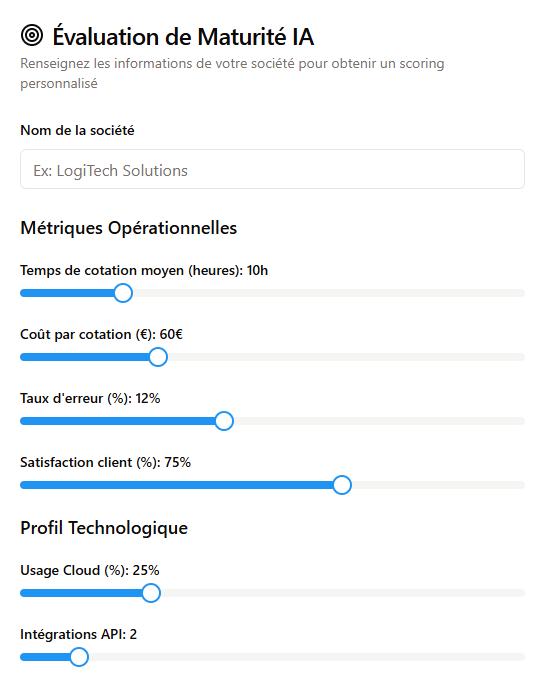 Évaluation de Maturité IA
Renseignez les informations de votre société pour obtenir un scoring
personnalisé
Nom de la société
Ex: LogiTech Solutions
Métriques Opérationnelles
Temps de cotation moyen (heures): 10h
Coût par cotation (€): 60€
Taux d'erreur (%): 12%
Satisfaction client (%): 75%
Profil Technologique
Usage Cloud (%): 25%
Intégrations API: 2